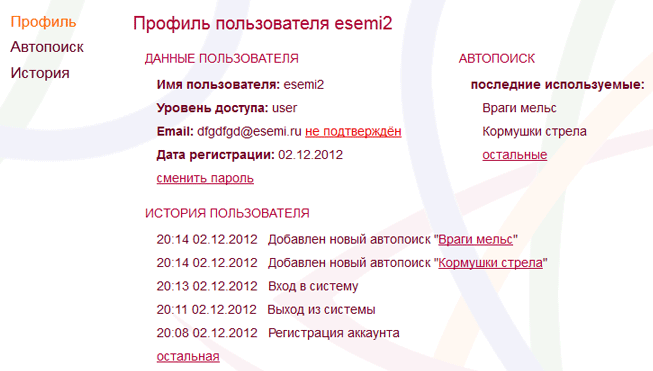 Профиль
Автопоиск
История
Профиль пользователя esemi2
ДАННЫЕ ПОЛЬЗОВАТЕЛЯ
Имя пользователя: esemi2
Уровень доступа: user
Email: dfgdfgd@esemi.ru не подтверждён
Дата регистрации: 02.12.2012
сменить пароль
АВТОПОИСК
последние используемые:
Враги мельс
Кормушки стрела
остальные
ИСТОРИЯ ПОЛЬЗОВАТЕЛЯ
20:14 02.12.2012 Добавлен новый автопоиск "Враги мельс"
20:14 02.12.2012 Добавлен новый автопоиск "Кормушки стрела"
20:13 02.12.2012 Вход в систему
20:11 02.12.2012 Выход из системы
20:08 02.12.2012 Регистрация аккаунта
остальная